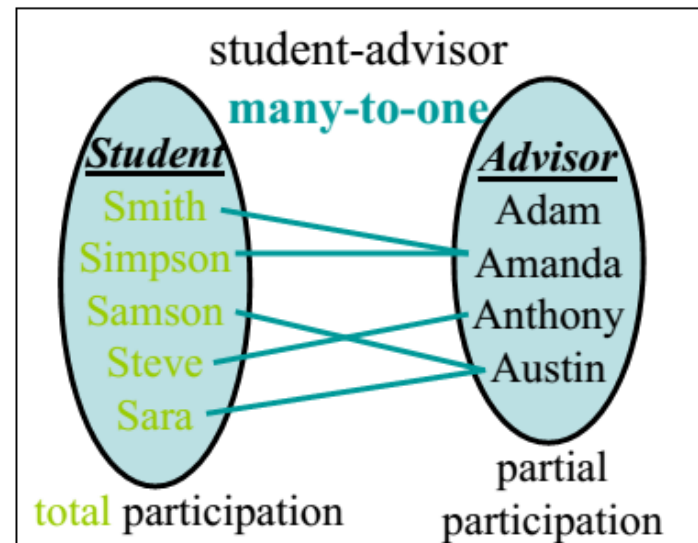 student-advisor
many-to-one
Student
Smith
Simpson
Samson
Steve
Sara
total participation
Advisor
Adam
Amanda
Anthony
Austin
partial
participation